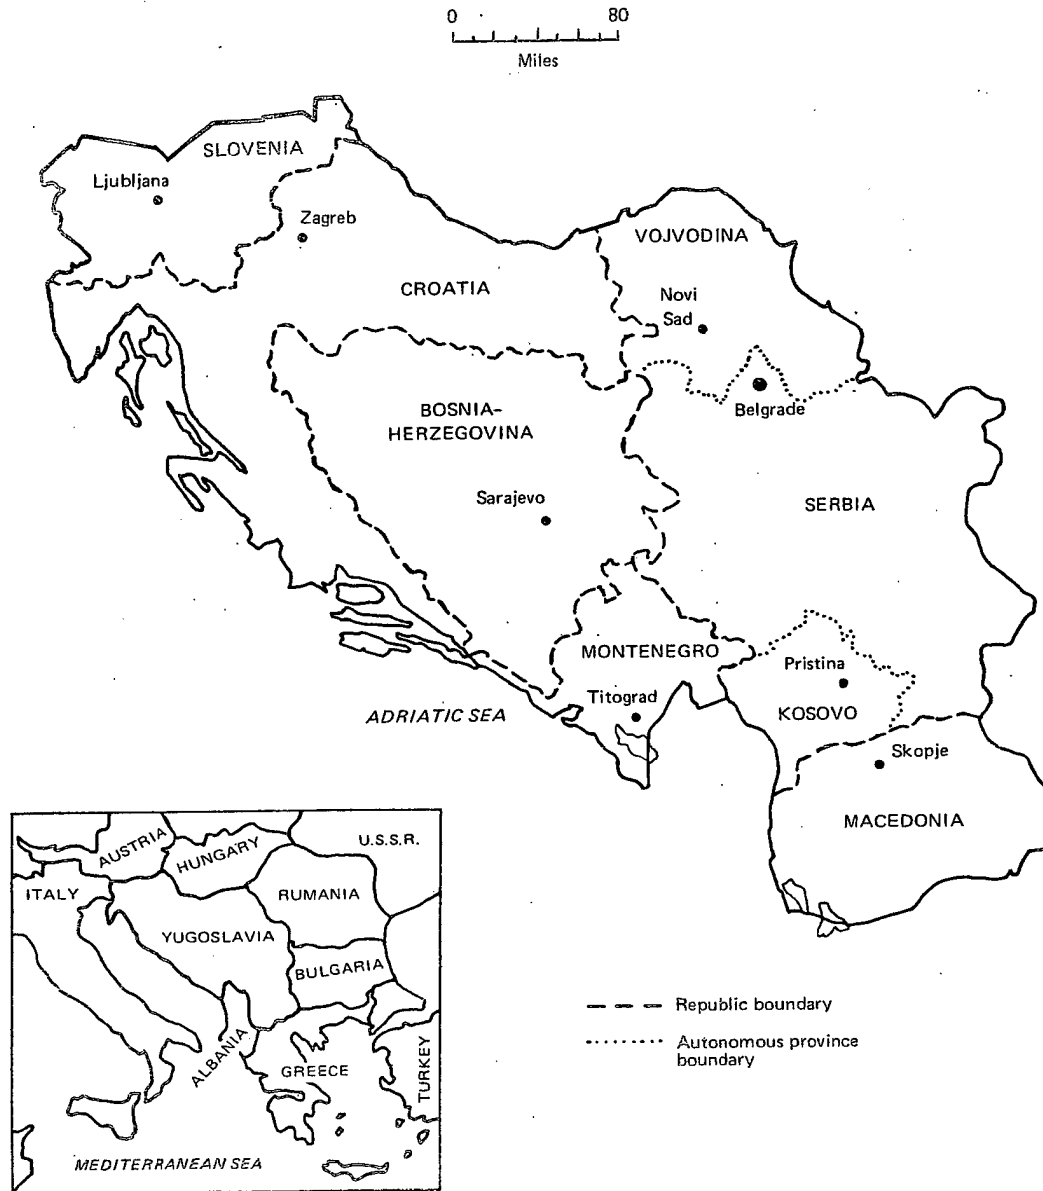 0 80
Miles
SLOVENIA
Ljubljana
Zagreb
VOJVODINA
CROATIA
Novi
Sad
Belgrade
BOSNIA-
HERZEGOVINA
Sarajevo
SERBIA
MONTENEGRO
Pristina
Titograd
KOSOVO
ADRIATIC SEA
Skopje
MACEDONIA
AUSTRIA
HUNGARY
U.S.S.R.
ITALY
RUMANIA
YUGOSLAVIA
BULGARIA
ALBANIA
GREECE
TURKEY
MEDITERRANEAN SEA
Republic boundary
Autonomous province
boundary